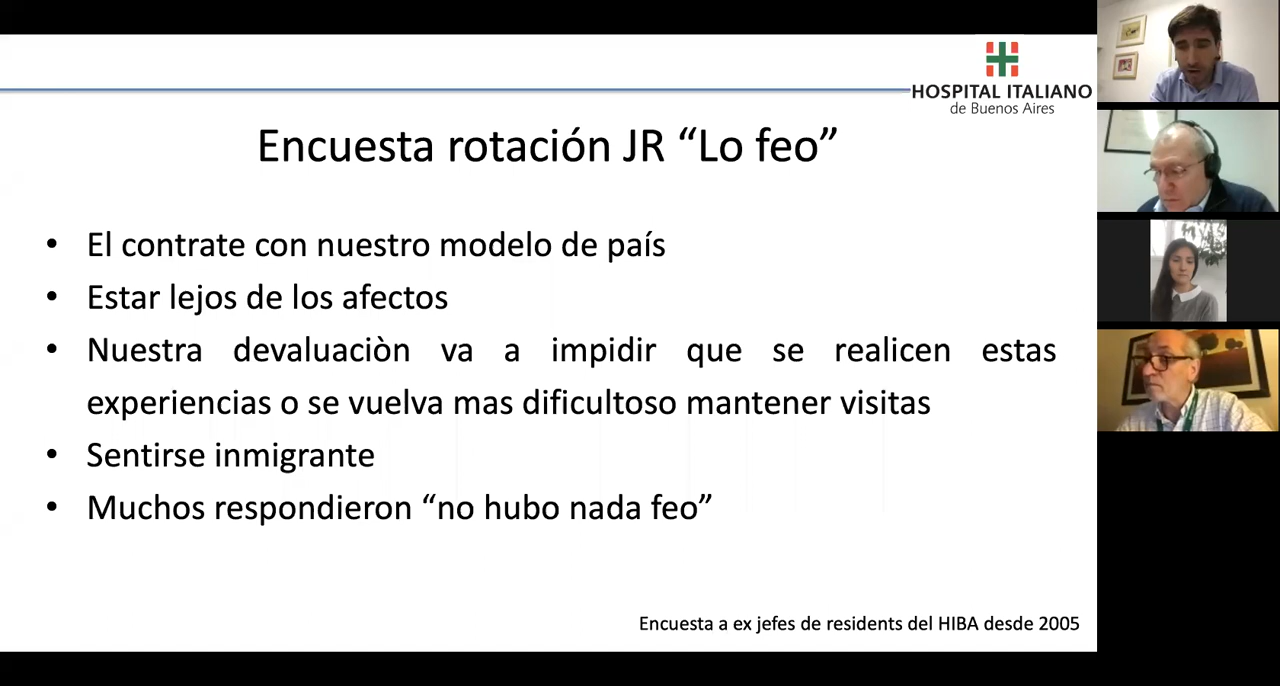 HOSPITAL ITALIANO
de Buenos Aires
Encuesta rotación JR “Lo feo”
• El contrate con nuestro modelo de país
• Estar lejos de los afectos
• Nuestra devaluaciòn va a impidir que se realicen estas
experiencias o se vuelva mas dificultoso mantener visitas
• Sentirse inmigrante
• Muchos respondieron “no hubo nada feo”
Encuesta a ex jefes de residents del HIBA desde 2005